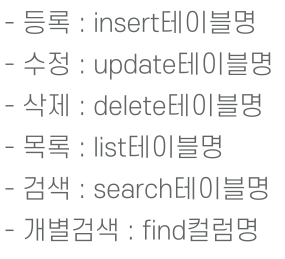 - 등록 : insert테이블명
- 수정 : update테이블명
- 삭제 : delete테이블명
- 목록 : list테이블명
- 검색 : search테이블명
- 개별검색 : find컬럼명